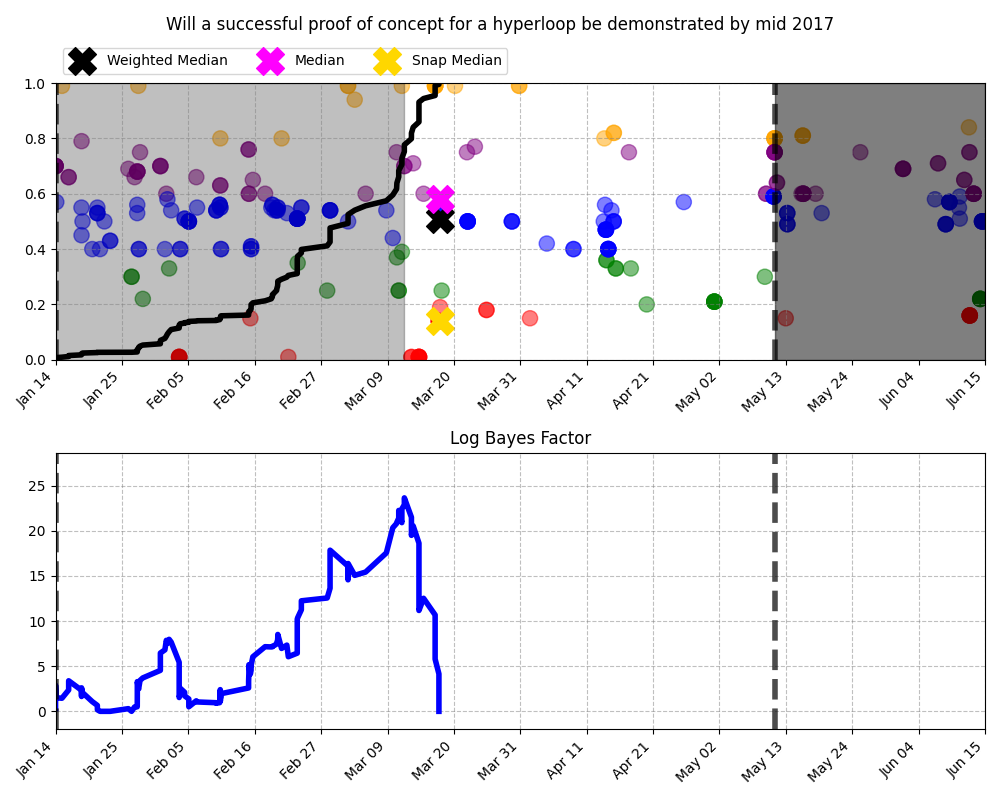 Will a successful proof of concept for a hyperloop be demonstrated by mid 2017
Weighted Median Median Snap Median
1.0
0.8
0.6
0.4
0.2
0.0
Jan 14 Jan 25 Feb 05 Feb 16 Feb 27 Mar 09 Mar 20 Mar 31 Apr 11 Apr 21 May 02 May 13 May 24 Jun 04 Jun 15
Log Bayes Factor
25
20
15
10
5
0
Jan 14 Jan 25 Feb 05 Feb 16 Feb 27 Mar 09 Mar 20 Mar 31 Apr 11 Apr 21 May 02 May 13 May 24 Jun 04 Jun 15